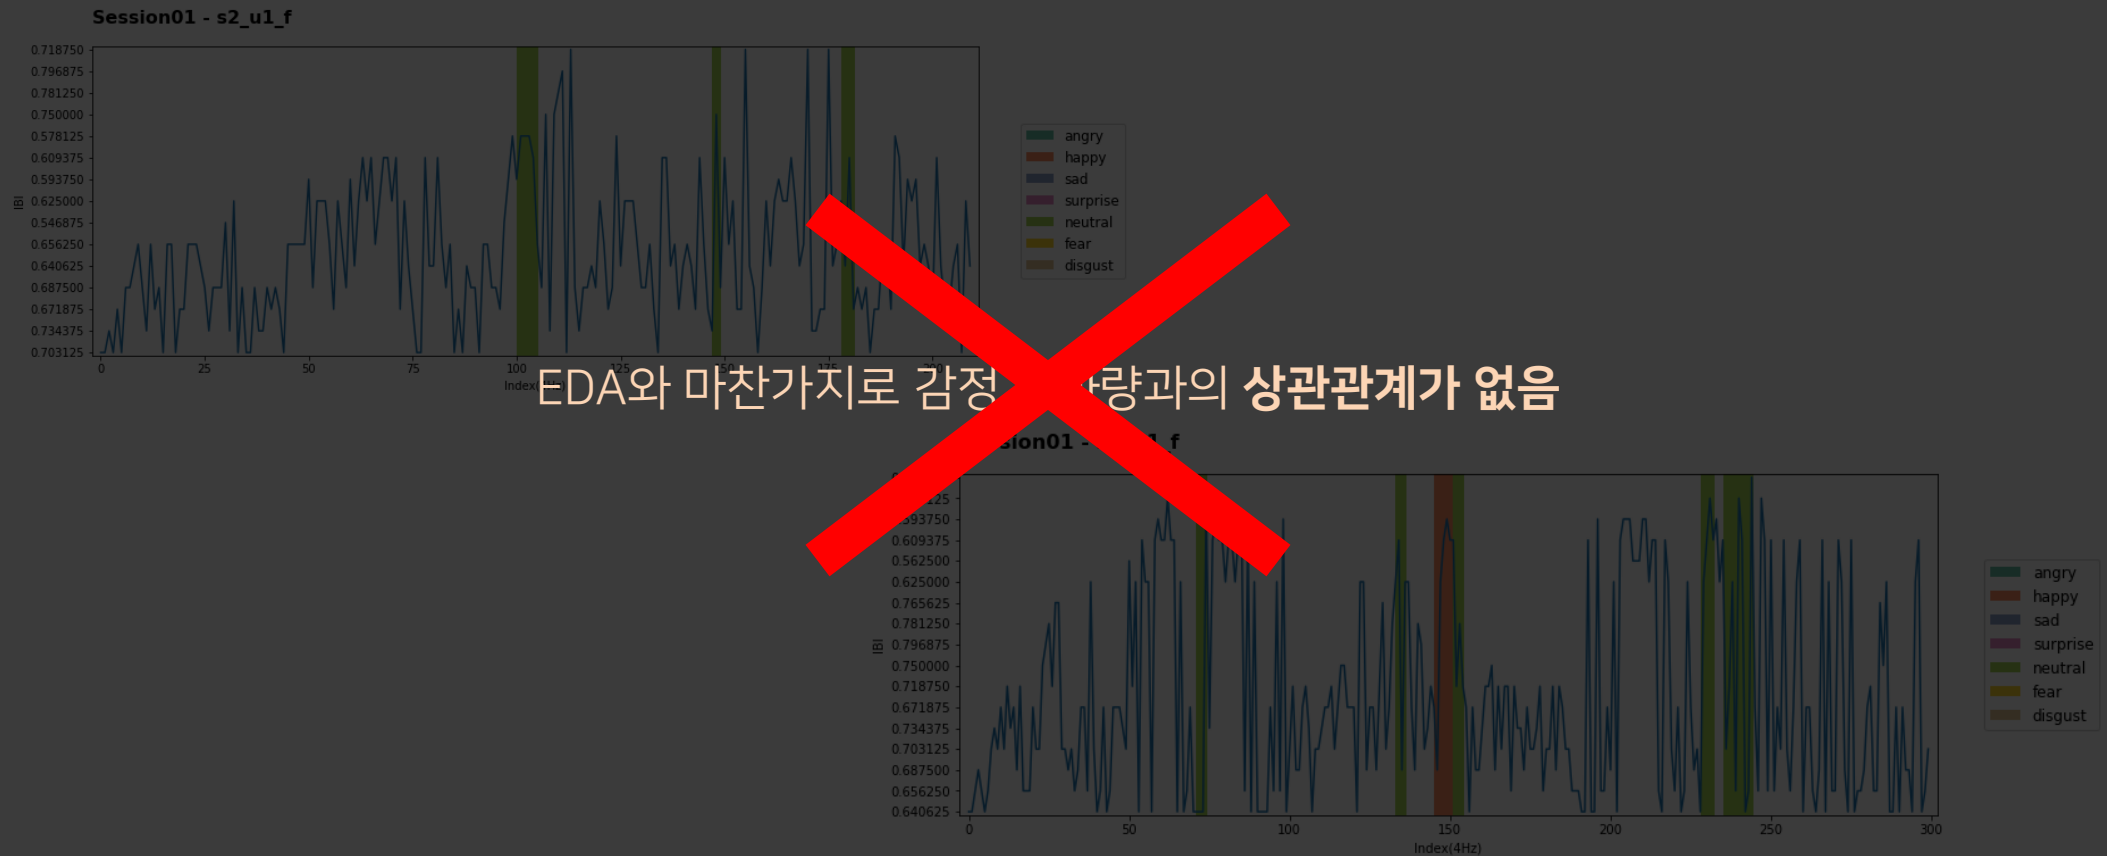 Session01 - s2_u1_f
0.718750
0.796875
0.781250
0.750000
0.578125
0.609375
0.593750
0.625000
0.546875
0.656250
0.640625
0.687500
0.671875
0.734375
0.703125
IBI
0 25 50 75 100 125 150 175 200
Index(4Hz)
angry
happy
sad
surprise
neutral
fear
disgust
EDA와 마찬가지로 감정 상관관계가 없음
0.609375
0.562500
0.625000
0.765625
0.781250
0.796875
0.750000
0.718750
0.671875
0.734375
0.703125
0.687500
0.656250
0.640625
IBI
0 50 100 150 200 250 300
Index(4Hz)
angry
happy
sad
surprise
neutral
fear
disgust